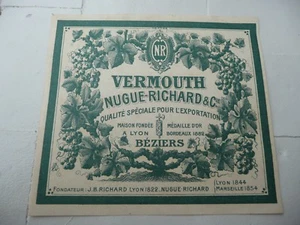 NR
VERMOUTH
NUGUE-RICHARD & C.
QUALITÉ SPÉCIALE POUR L'EXPORTATION
MAISON FONDÉE MÉDAILLE D'OR
A LYON BORDEAUX 1882
BÉZIERS
FONDATEUR: J.B. RICHARD LYON 1822. NUGUE-RICHARD (LYON 1844
MARSEILLE 1854